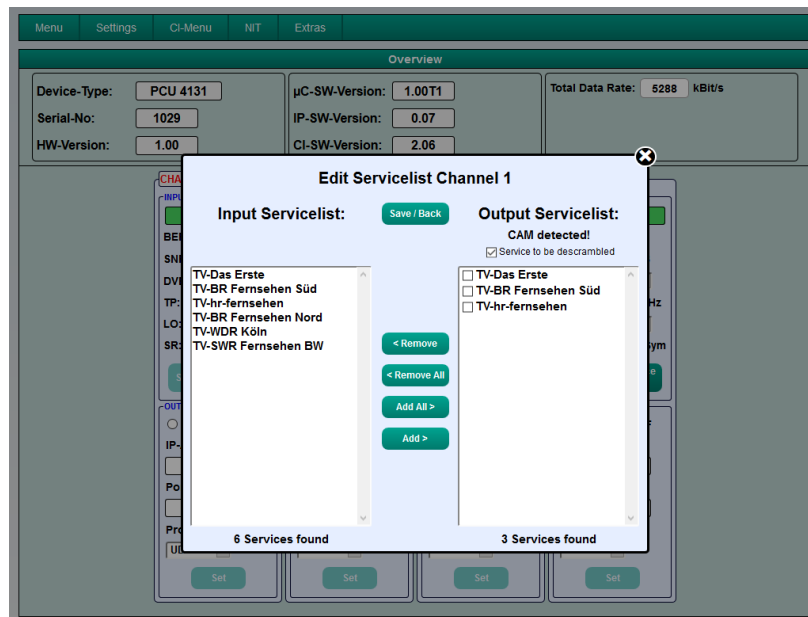 Menu Settings CI-Menu NIT Extras
Overview
Device-Type: PCU 4131 µC-SW-Version: 1.00T1 Total Data Rate: 5288 kBit/s
Serial-No: 1029 IP-SW-Version: 0.07
HW-Version: 1.00 CI-SW-Version: 2.06
Edit Servicelist Channel 1
Input Servicelist: Save / Back Output Servicelist:
CAM detected!
Service to be descrambled
TV-Das Erste
TV-BR Fernsehen Süd
TV-hr-fernsehen
TV-BR Fernsehen Nord
TV-WDR Köln
TV-SWR Fernsehen BW
< Remove
< Remove All
Add All >
Add >
TV-Das Erste
TV-BR Fernsehen Süd
TV-hr-fernsehen
6 Services found
3 Services found
TP:
LO:
SR:
Hz
Set Set Set Set